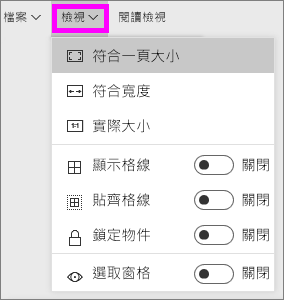 檔案 檢視 閱讀檢視
符合一頁大小
符合寬度
1:1 實際大小
顯示格線 關閉
貼齊格線 關閉
鎖定物件 關閉
選取窗格 關閉